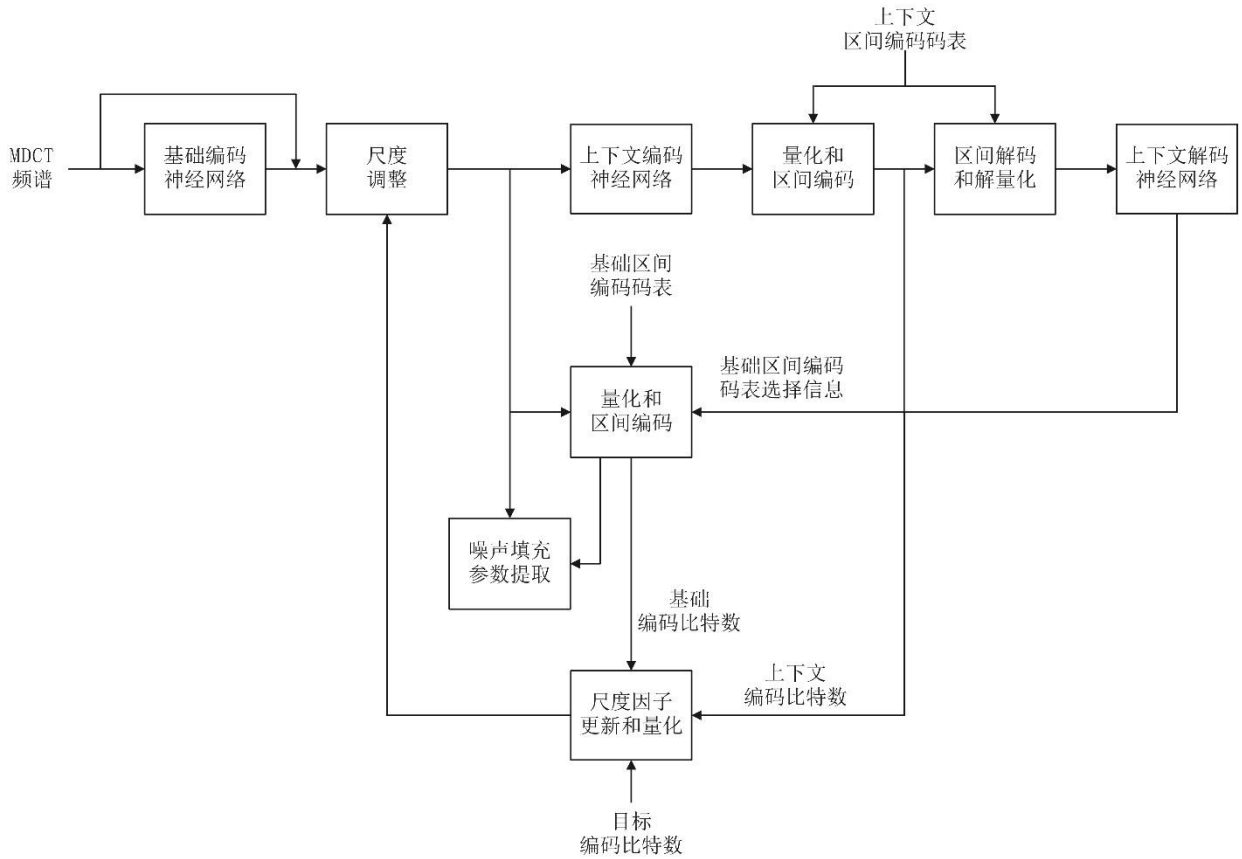 上下文
区间编码码表
MDCT
频谱
基础编码
神经网络
尺度
调整
上下文编码
神经网络
量化和
区间编码
区间解码
和解量化
上下文解码
神经网络
基础区间
编码码表
量化和
区间编码
基础区间编码
码表选择信息
噪声填充
参数提取
基础
编码比特数
尺度因子
更新和量化
上下文
编码比特数
目标
编码比特数